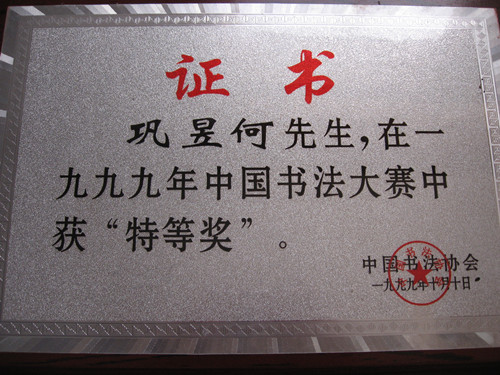 证书
巩昱何先生,在一
九九九年中国书法大赛中
获“特等奖”。
中国书法协会
一九九九年十月十日